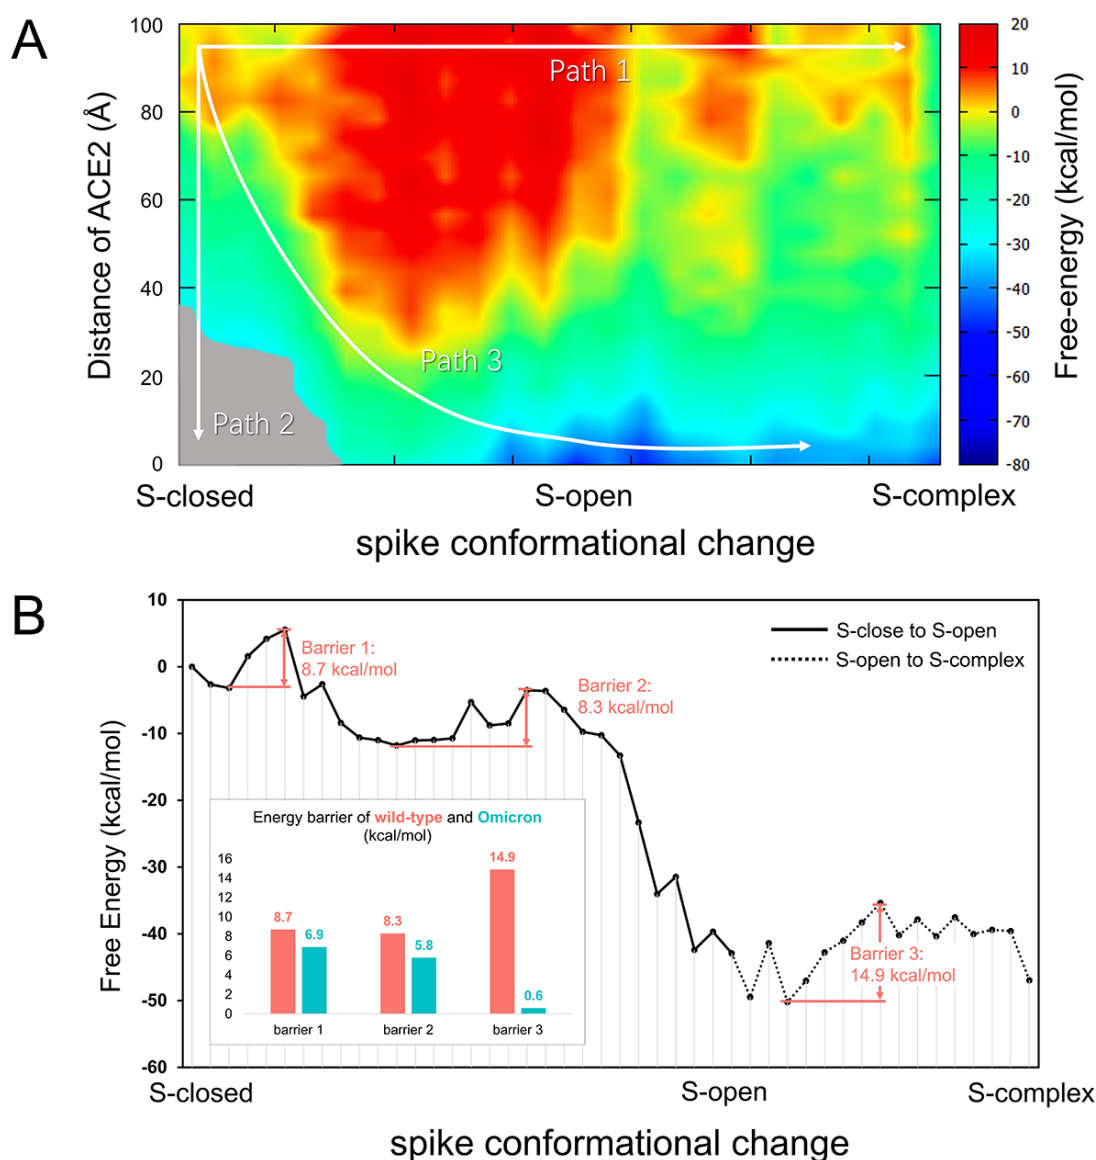 A
100
80
60
40
20
0
Distance of ACE2 (Å)
Path 1
Path 3
Path 2
S-closed
S-open
S-complex
spike conformational change
20
10
0
-10
-20
-30
-40
-50
-60
-70
-80
Free-energy (kcal/mol)
B
10
0
-10
-20
-30
-40
-50
-60
Free Energy (kcal/mol)
Barrier 1:
8.7 kcal/mol
Barrier 2:
8.3 kcal/mol
S-close to S-open
S-open to S-complex
Barrier 3:
14.9 kcal/mol
Energy barrier of wild-type and Omicron
(kcal/mol)
16
14
12
10
8
6
4
2
0
8.7
6.9
8.3
5.8
14.9
0.6
barrier 1
barrier 2
barrier 3
S-closed
S-open
S-complex
spike conformational change